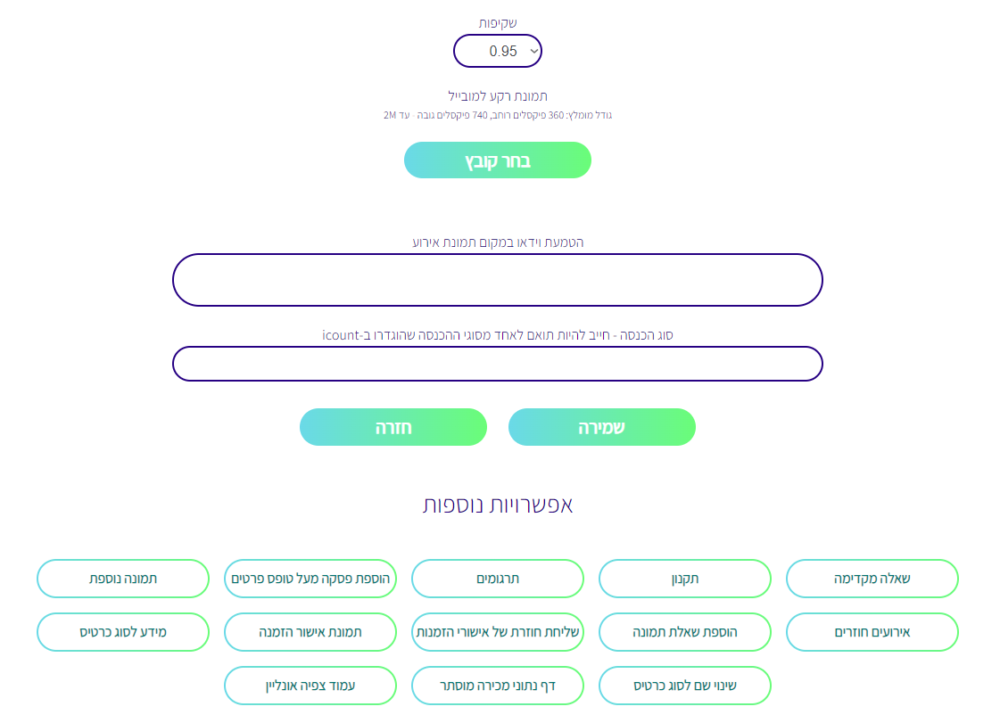 שקיפות
0.95
תמונת רקע למובייל
גודל מומלץ: 360 פיקסלים רוחב, 740 פיקסלים גובה - עד 2M
בחר קובץ
הטמעת וידאו במקום תמונת אירוע
סוג הכנסה - חייב להיות תואם לאחד מסוגי ההכנסה שהוגדרו ב-icount
שמירה
חזרה
אפשרויות נוספות
שאלה מקדימה
תקנון
תרגומים
הוספת פסקה מעל טופס פרטים
תמונה נוספת
אירועים חוזרים
הוספת שאלת תמונה
שליחת חוזרת של אישורי הזמנות
תמונת אישור הזמנה
מידע לסוג כרטיס
שינוי שם לסוג כרטיס
דף נתוני מכירה מוסתר
עמוד צפיה אונליין